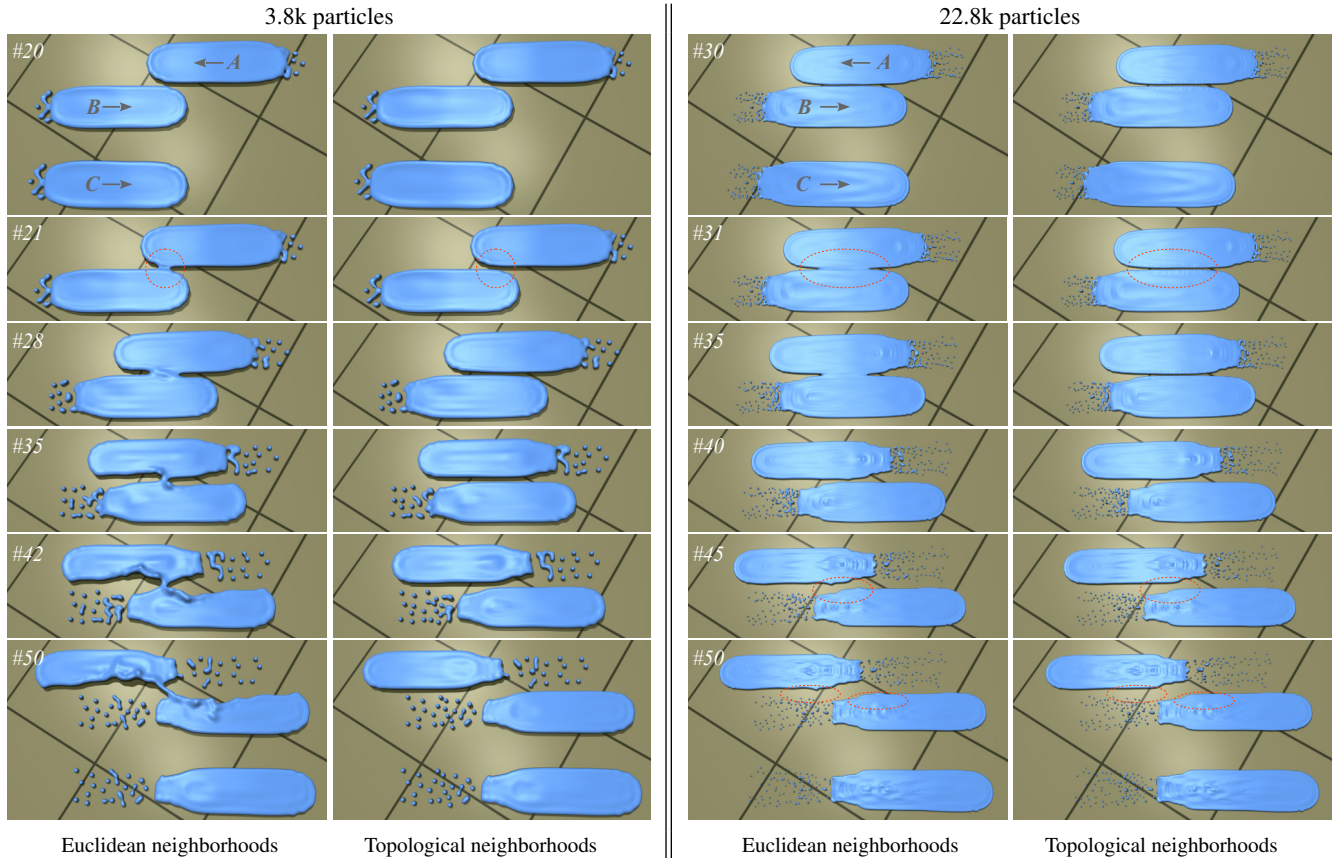 3.8k particles
22.8k particles
#20
A
B
C
#21
#28
#35
#42
#50
Euclidean neighborhoods
Topological neighborhoods
#30
A
B
C
#31
#35
#40
#45
#50
Euclidean neighborhoods
Topological neighborhoods